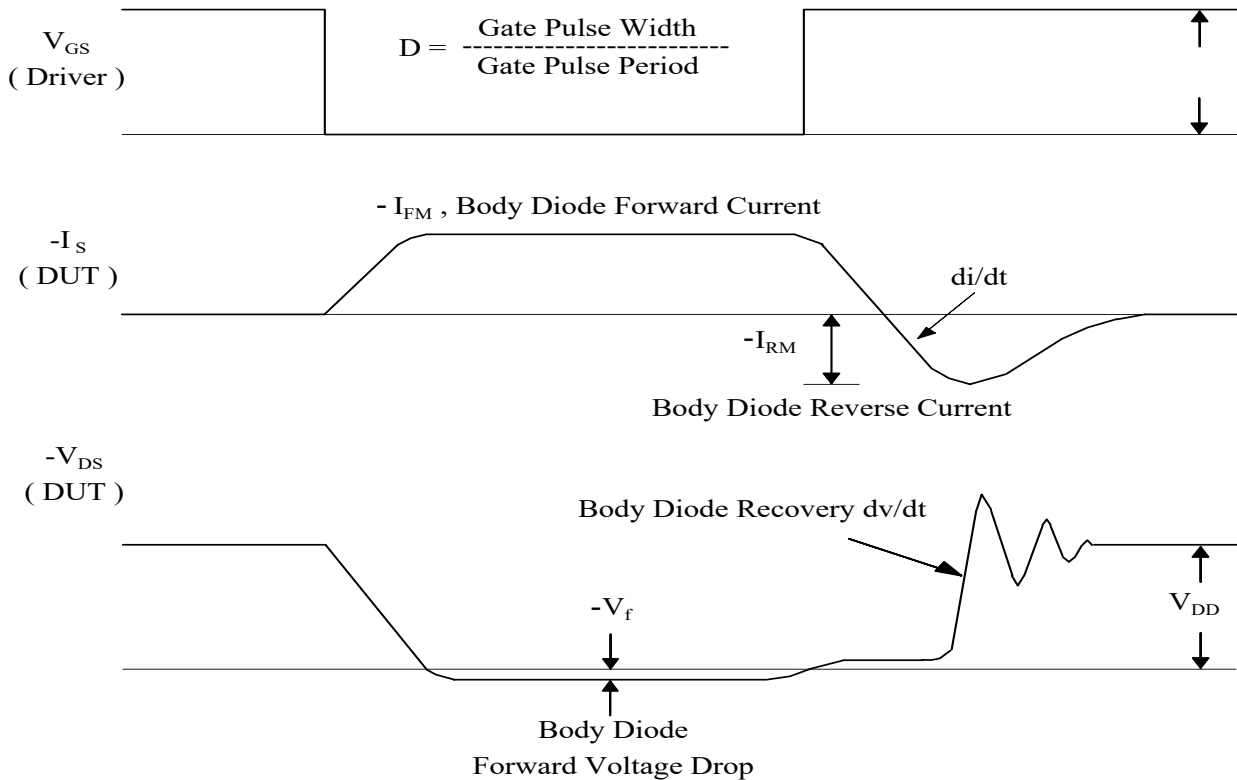 V_GS
( Driver )
D =
Gate Pulse Width
Gate Pulse Period
- I_FM , Body Diode Forward Current
-I_S
( DUT )
di/dt
-I_RM
Body Diode Reverse Current
-V_DS
( DUT )
Body Diode Recovery dv/dt
-V_f
V_DD
Body Diode
Forward Voltage Drop